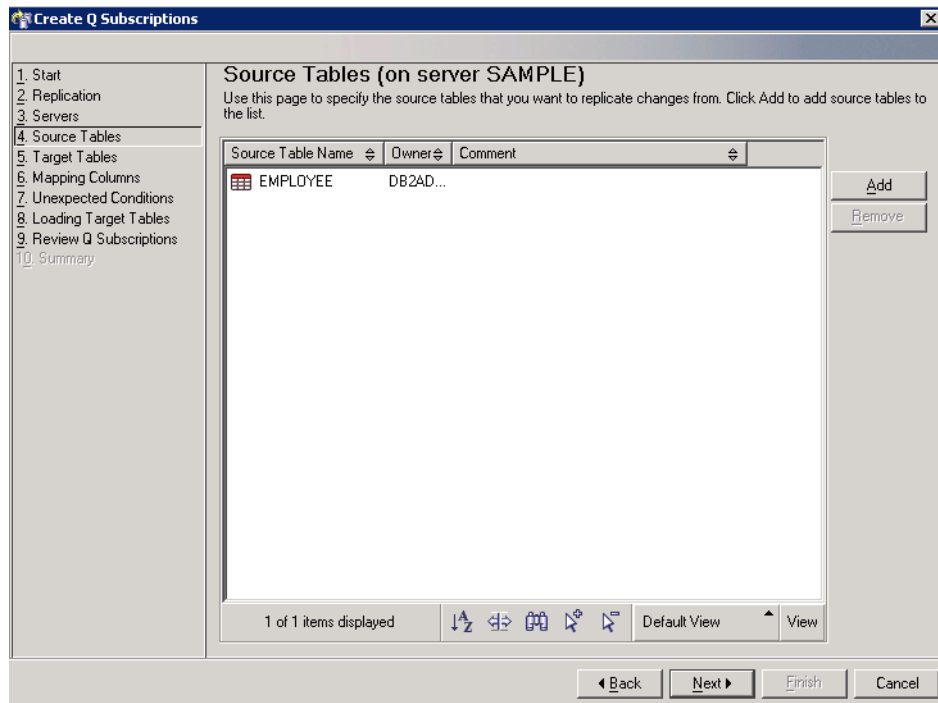 Create Q Subscriptions
1. Start
2. Replication
3. Servers
4. Source Tables
5. Target Tables
6. Mapping Columns
7. Unexpected Conditions
8. Loading Target Tables
9. Review Q Subscriptions
10. Summary
Source Tables (on server SAMPLE)
Use this page to specify the source tables that you want to replicate changes from. Click Add to add source tables to
the list.
Source Table Name Owner Comment
EMPLOYEE DB2AD...
Add
Remove
1 of 1 items displayed Default View View
Back Next Finish Cancel